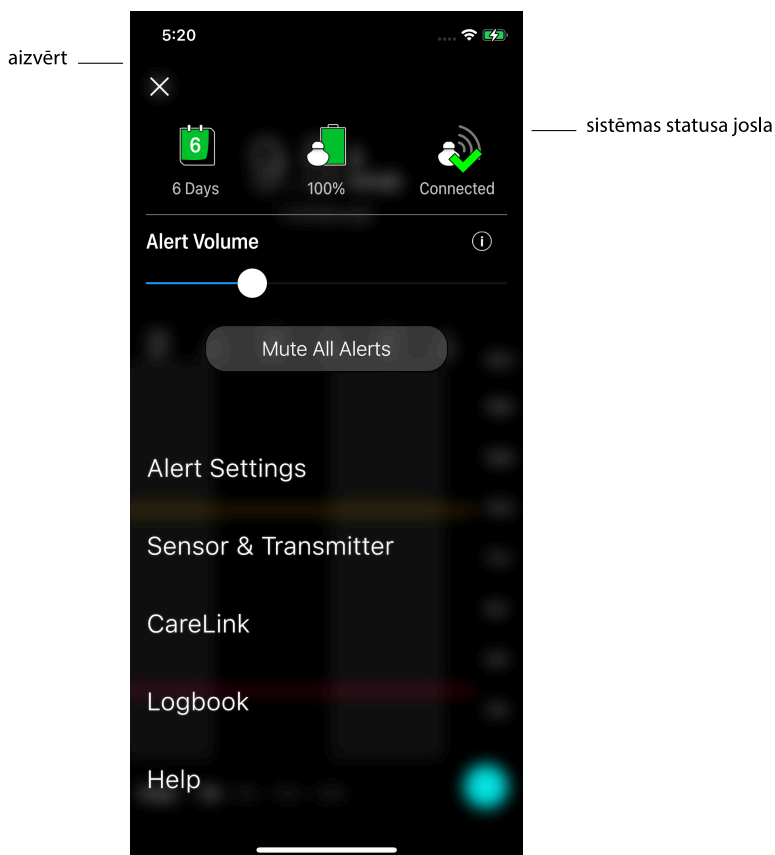 5:20
aizvērt
sistēmas statusa josla
6
6 Days
100%
Connected
Alert Volume
Mute All Alerts
Alert Settings
Sensor & Transmitter
CareLink
Logbook
Help